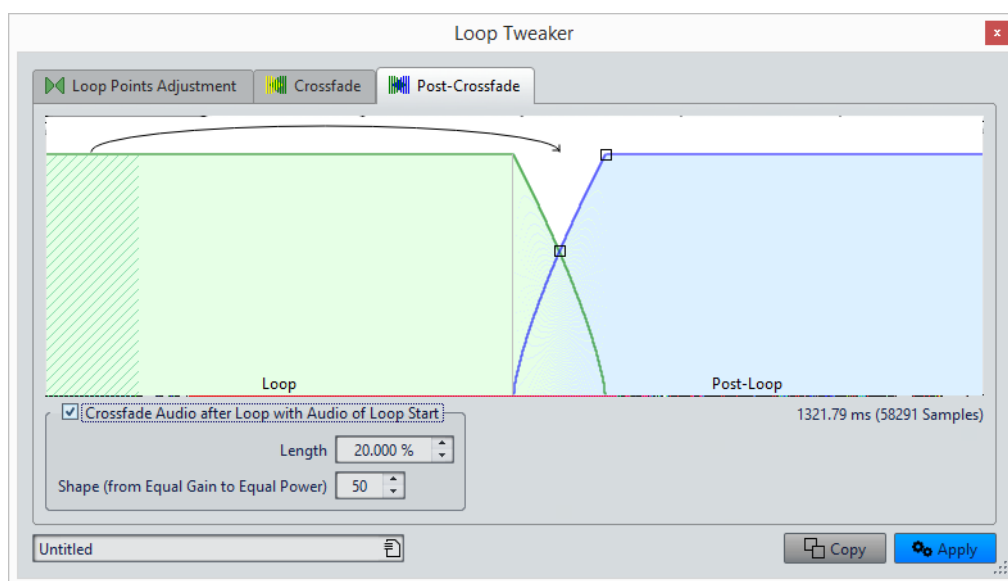 Loop Tweaker
x
Loop Points Adjustment Crossfade Post-Crossfade
Loop Post-Loop
Crossfade Audio after Loop with Audio of Loop Start
1321.79 ms (58291 Samples)
Length 20.000 %
Shape (from Equal Gain to Equal Power) 50
Untitled Copy Apply